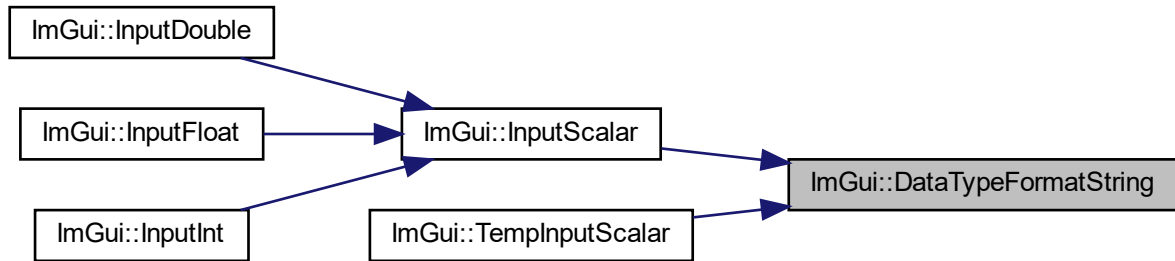 ImGui::InputDouble
ImGui::InputFloat
ImGui::InputScalar
ImGui::DataTypeFormatString
ImGui::InputInt
ImGui::TempInputScalar